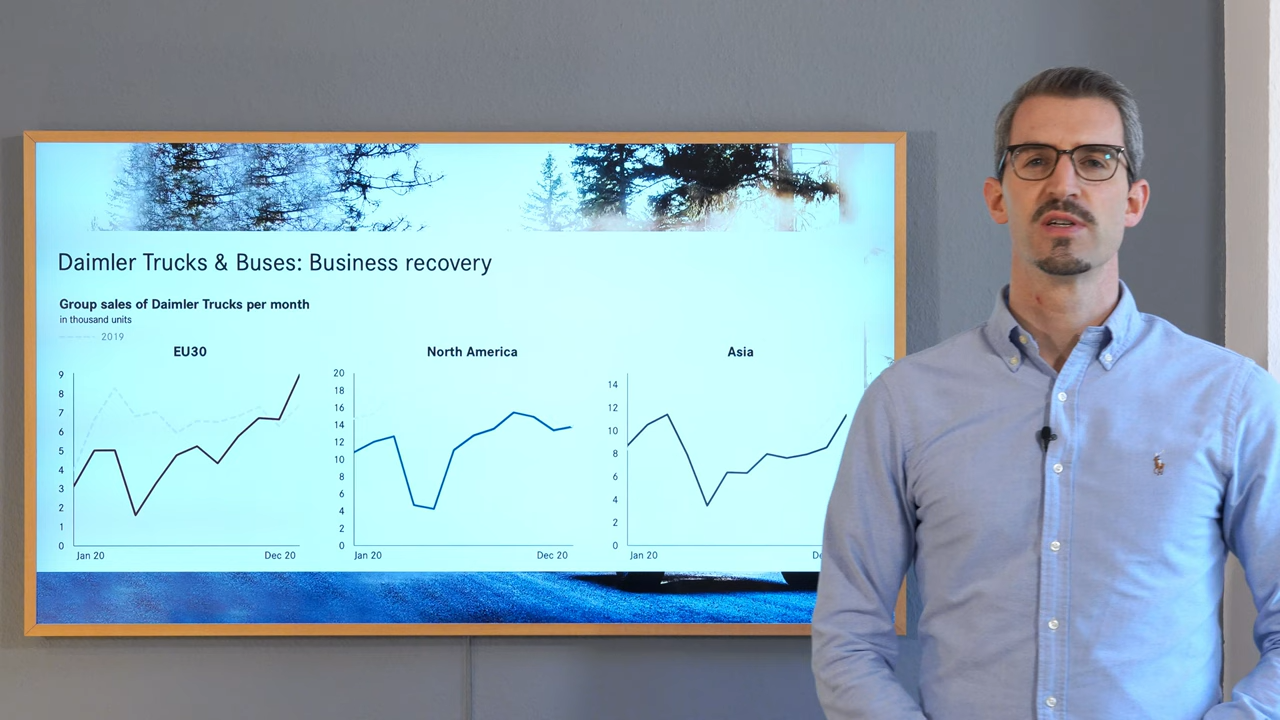 Daimler Trucks & Buses: Business recovery
Group sales of Daimler Trucks per month
in thousand units
2019
EU30
9
8
7
6
5
4
3
2
1
0
Jan 20
Dec 20
North America
20
18
16
14
12
10
8
6
4
2
0
Jan 20
Dec 20
Asia
14
12
10
8
6
4
2
0
Jan 20